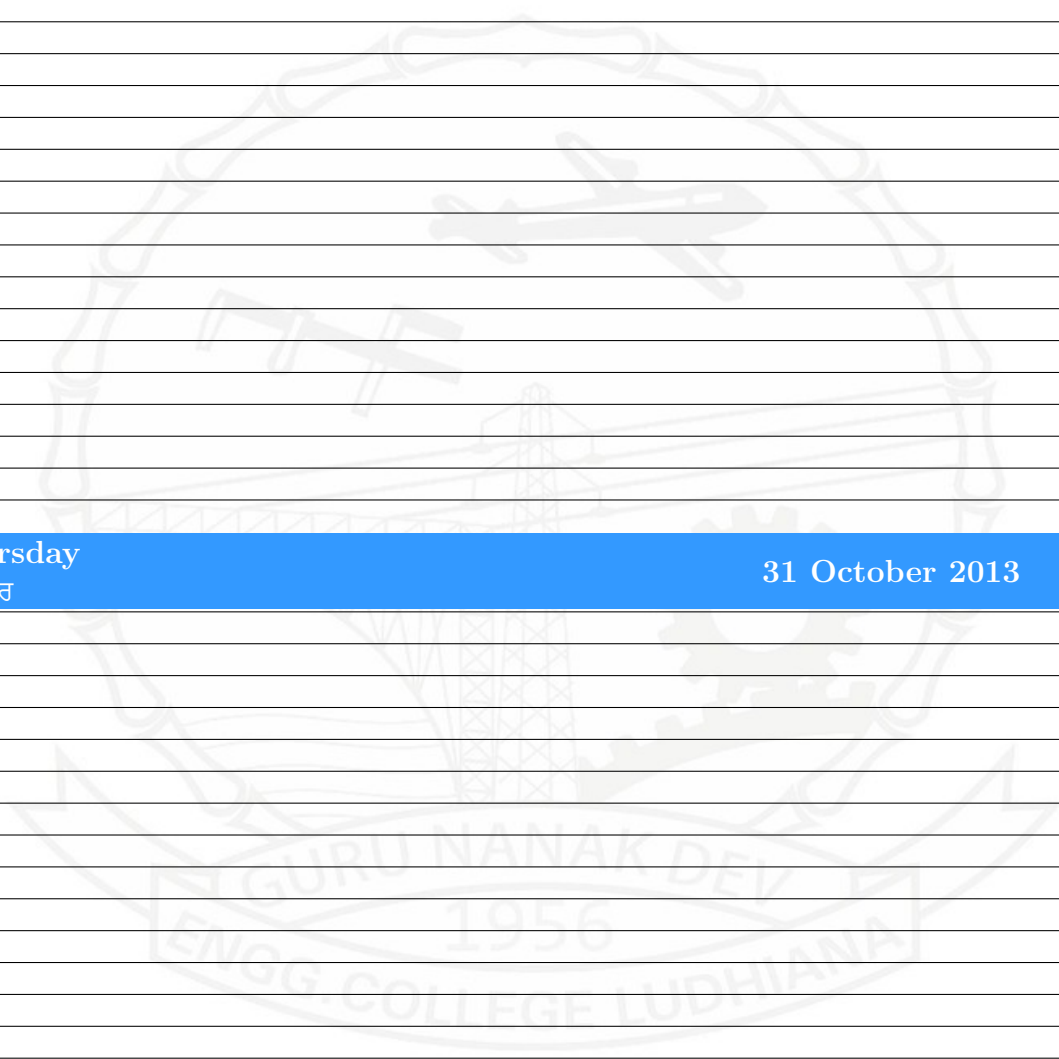 rsday
ਰ
31 October 2013
GURU NANAK DEV
1956
ENGG. COLLEGE LUDHIANA